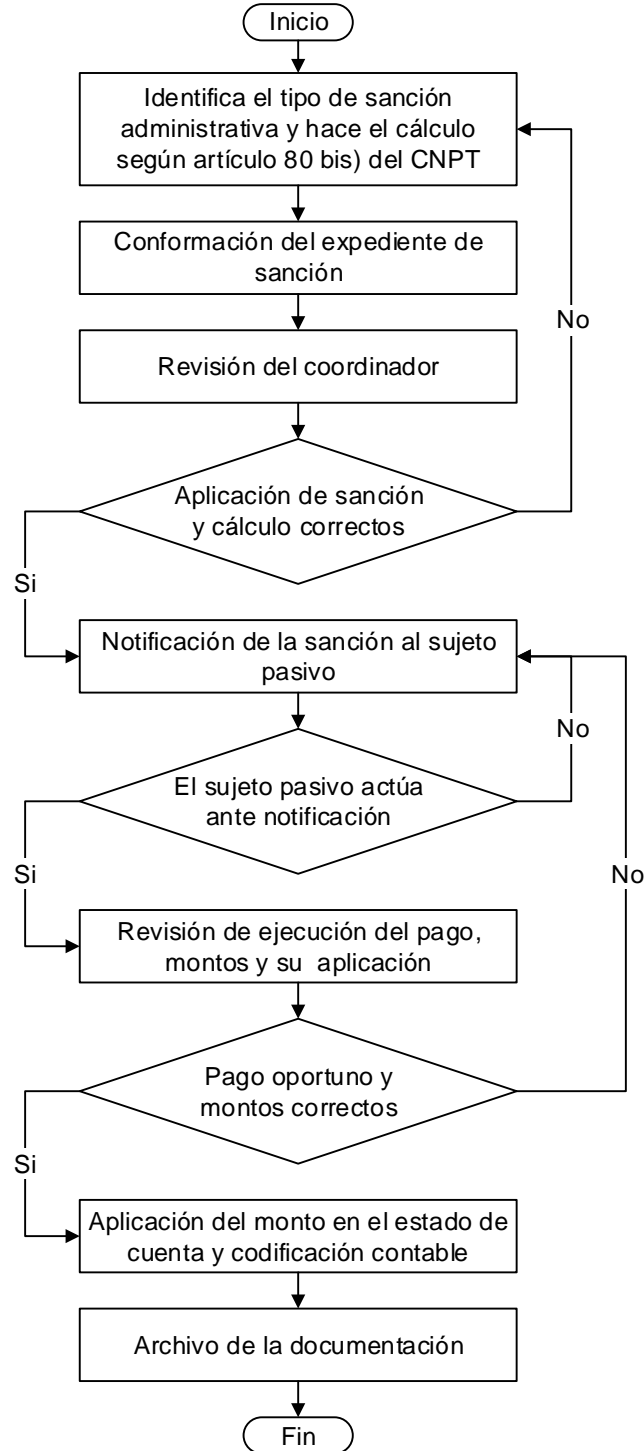 Inicio
Identifica el tipo de sanción
administrativa y hace el cálculo
según artículo 80 bis) del CNPT
Conformación del expediente de
sanción
No
Revisión del coordinador
Aplicación de sanción
y cálculo correctos
Si
Notificación de la sanción al sujeto
pasivo
No
El sujeto pasivo actúa
ante notificación
Si
No
Revisión de ejecución del pago,
montos y su aplicación
Pago oportuno y
montos correctos
Si
Aplicación del monto en el estado de
cuenta y codificación contable
Archivo de la documentación
Fin